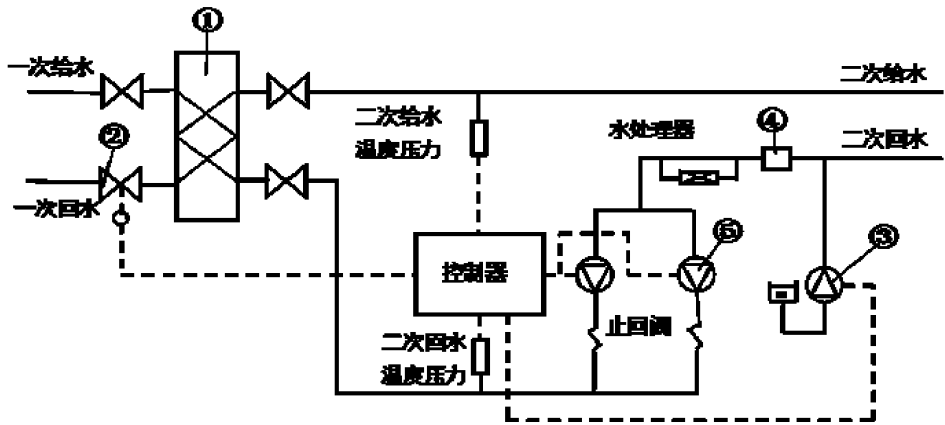 ①
一次给水
二次给水
②
二次给水
温度压力
水处理器
④
二次回水
一次回水
⑤
③
控制器
止回阀
二次回水
温度压力